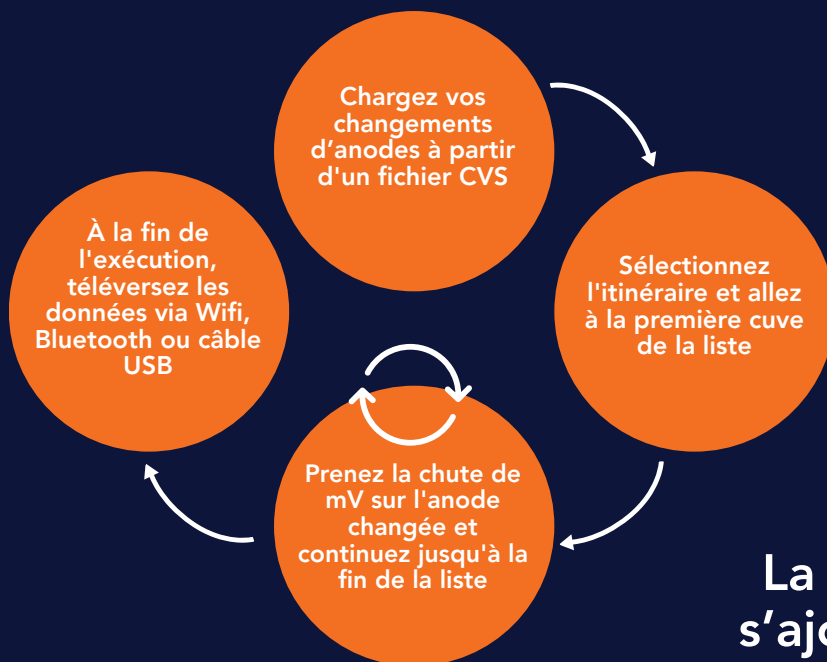 Chargez vos
changements
d’anodes à partir
d'un fichier CVS
Sélectionnez
l'itinéraire et allez
à la première cuve
de la liste
Prenez la chute de
mV sur l'anode
changée et
continuez jusqu'à la
fin de la liste
À la fin de
l'exécution,
téléversez les
données via Wifi,
Bluetooth ou câble
USB
La